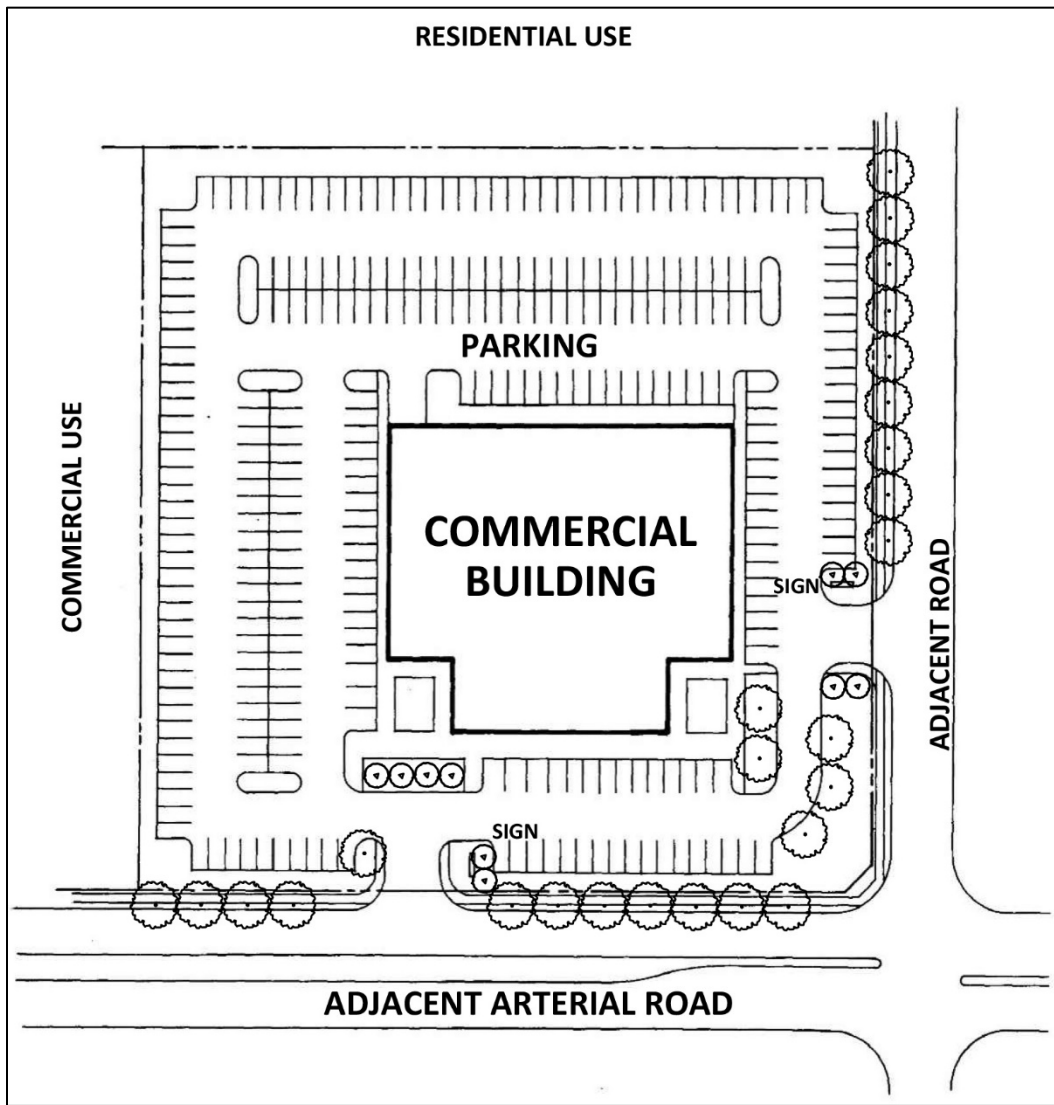 RESIDENTIAL USE
PARKING
COMMERCIAL USE
COMMERCIAL
BUILDING
SIGN
ADJACENT ROAD
SIGN
ADJACENT ARTERIAL ROAD